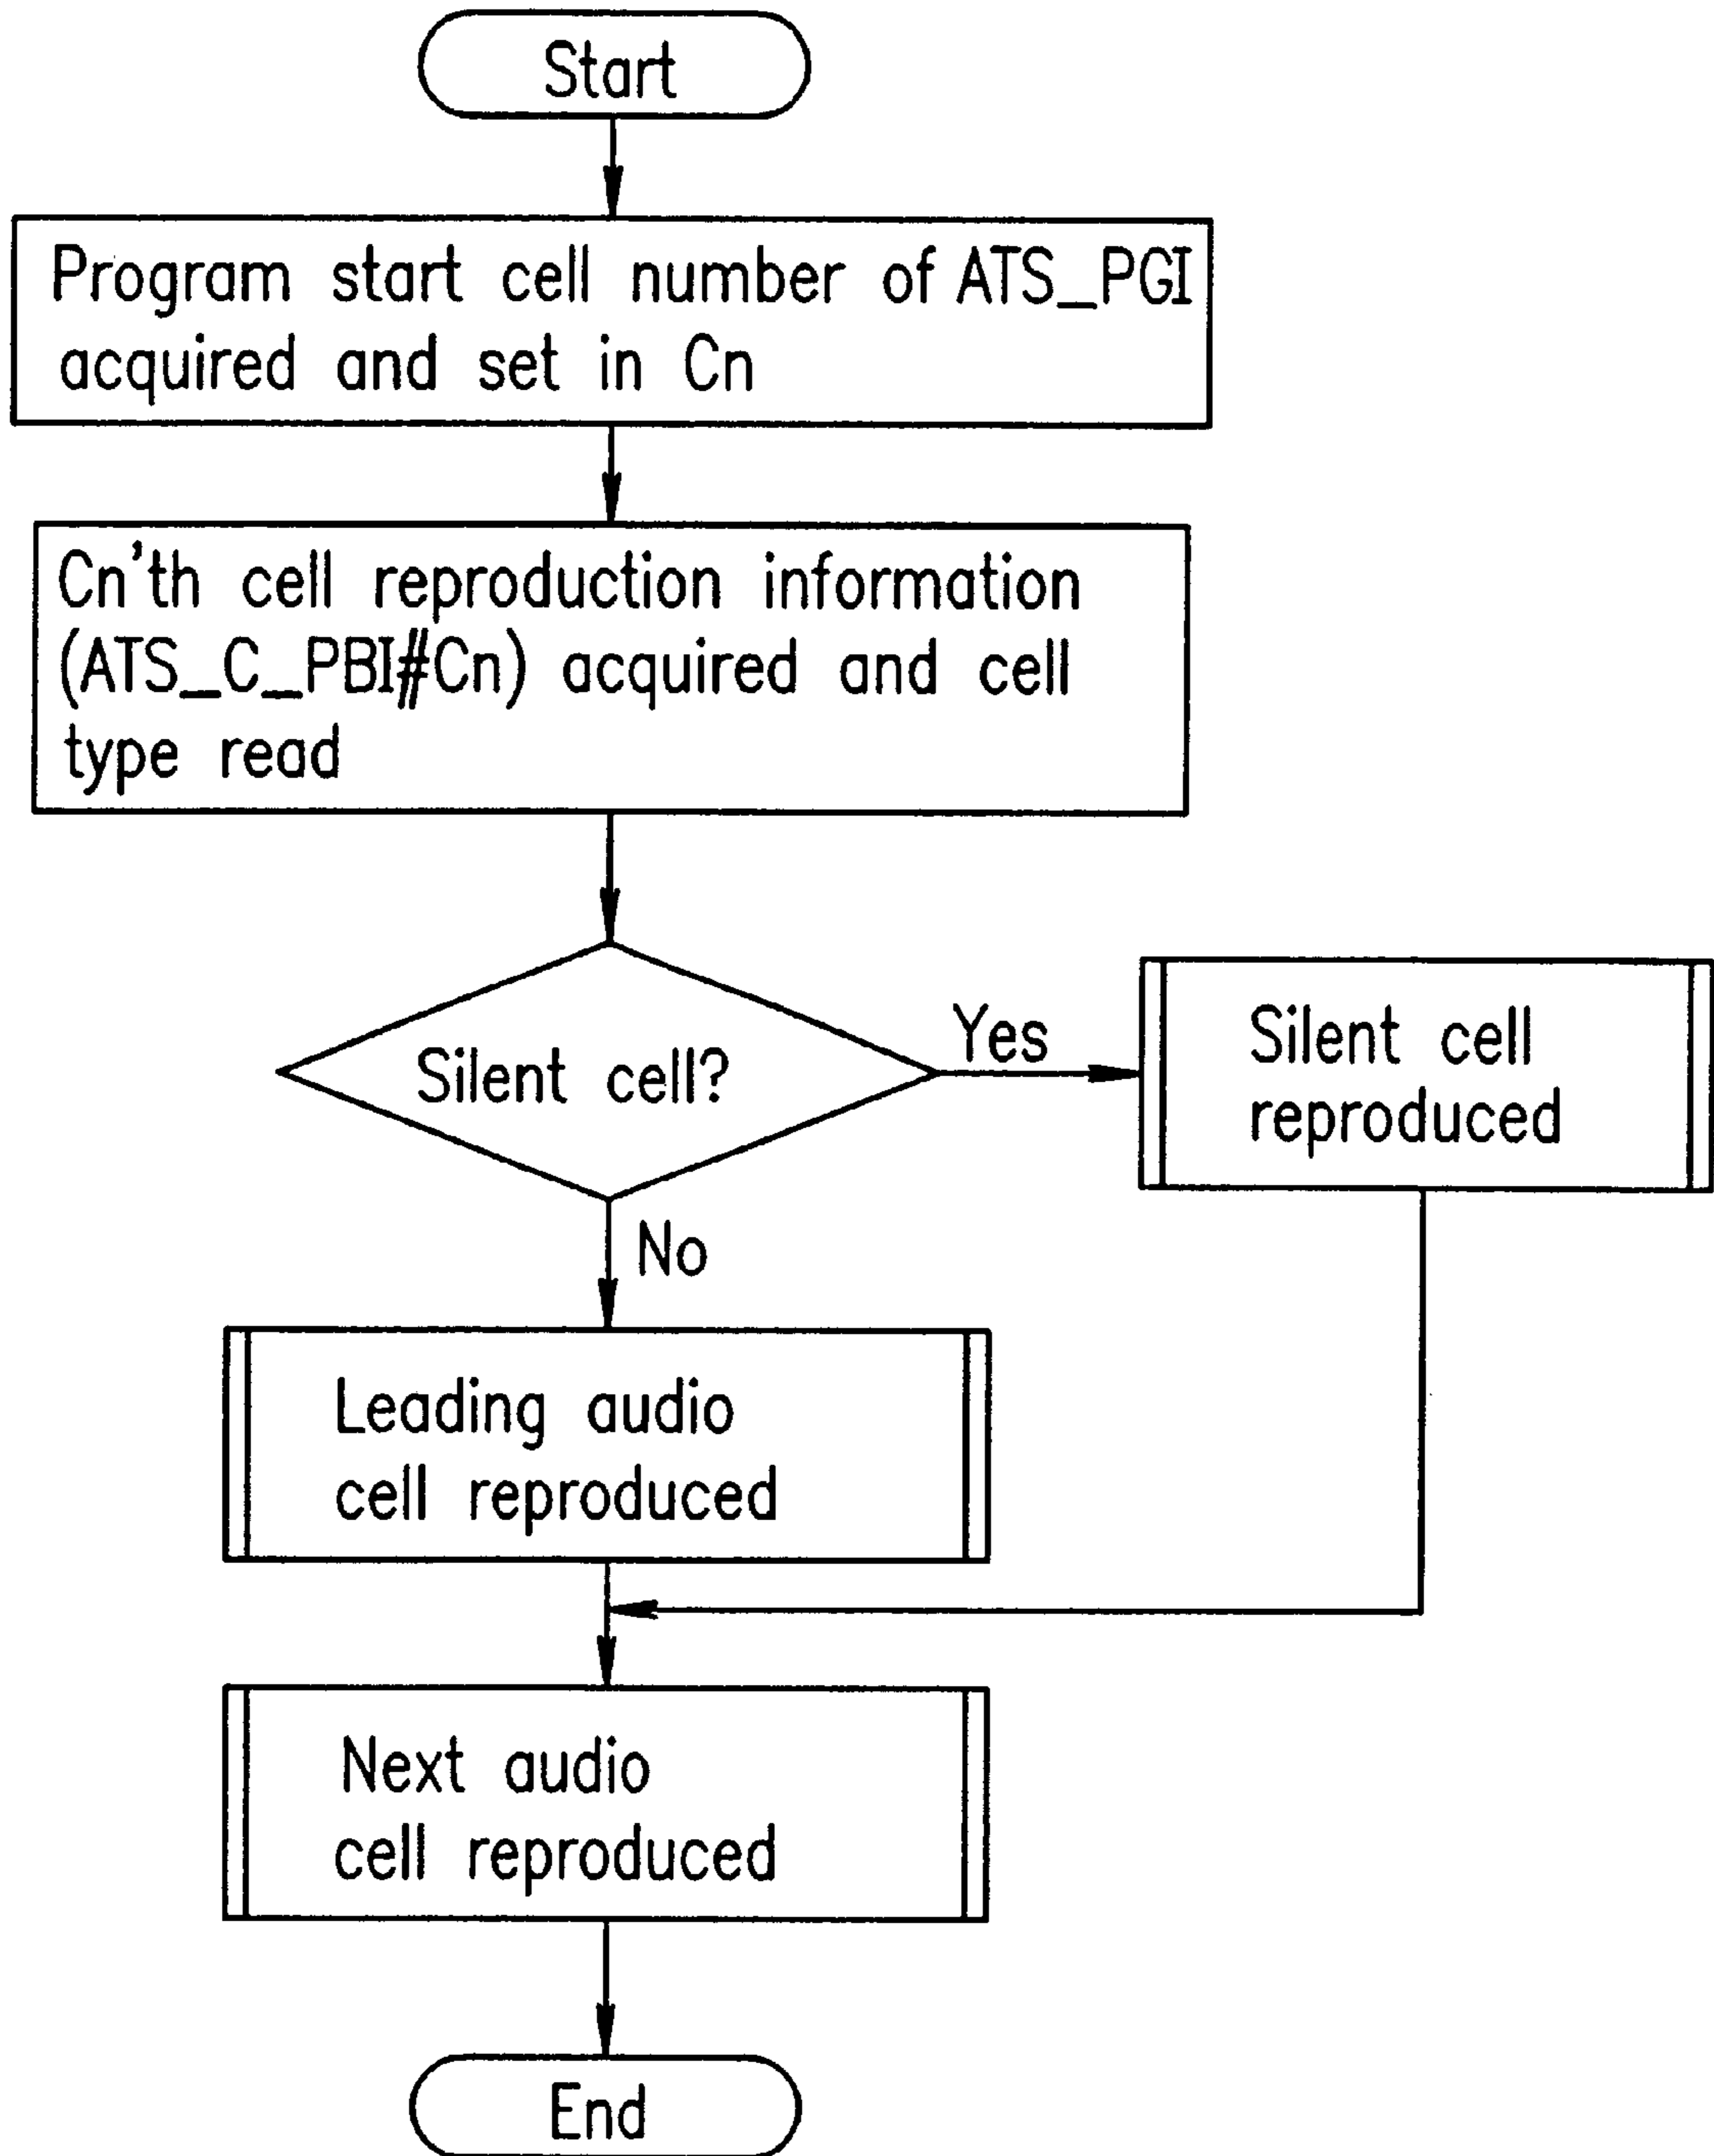 Start
Program start cell number of ATS_PGI
acquired and set in Cn
Cn'th cell reproduction information
(ATS_C_PBI#Cn) acquired and cell
type read
Silent cell?
Yes
Silent cell
reproduced
No
Leading audio
cell reproduced
Next audio
cell reproduced
End